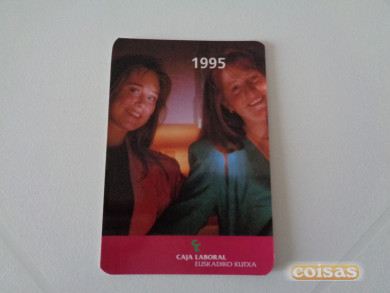 1995
CAJA LABORAL
EUSKADIKO KUTXA
coisas